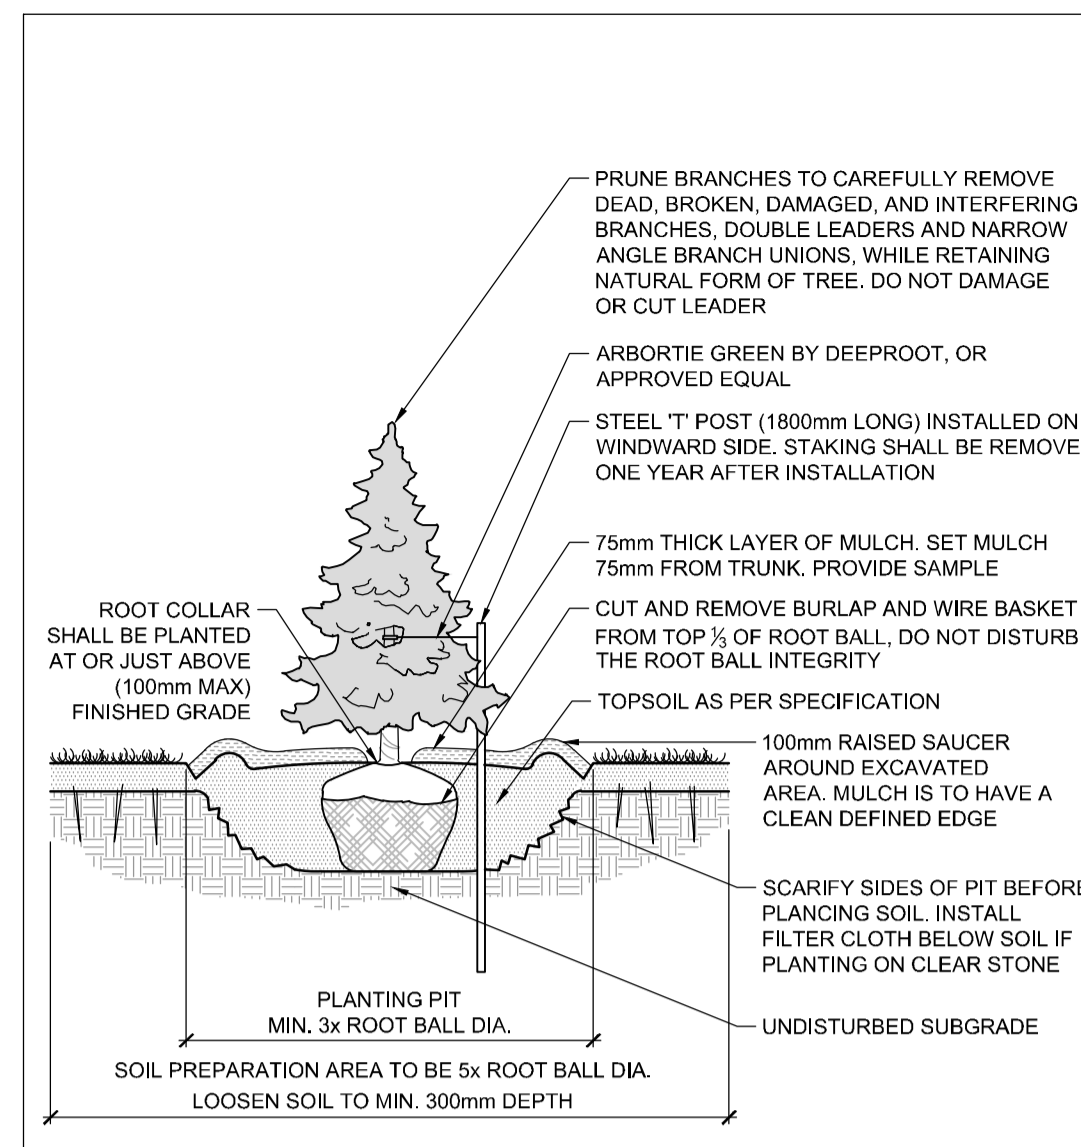 PRUNE BRANCHES TO CAREFULLY REMOVE
DEAD, BROKEN, DAMAGED, AND INTERFERING
BRANCHES, DOUBLE LEADERS AND NARROW
ANGLE BRANCH UNIONS, WHILE RETAINING
NATURAL FORM OF TREE. DO NOT DAMAGE
OR CUT LEADER
ARBORTIE GREEN BY DEEPROOT, OR
APPROVED EQUAL
STEEL 'T' POST (1800mm LONG) INSTALLED ON
WINDWARD SIDE. STAKING SHALL BE REMOVE
ONE YEAR AFTER INSTALLATION
75mm THICK LAYER OF MULCH. SET MULCH
75mm FROM TRUNK. PROVIDE SAMPLE
ROOT COLLAR
SHALL BE PLANTED
AT OR JUST ABOVE
(100mm MAX)
FINISHED GRADE
CUT AND REMOVE BURLAP AND WIRE BASKET
FROM TOP ⅓ OF ROOT BALL, DO NOT DISTURB
THE ROOT BALL INTEGRITY
TOPSOIL AS PER SPECIFICATION
100mm RAISED SAUCER
AROUND EXCAVATED
AREA. MULCH IS TO HAVE A
CLEAN DEFINED EDGE
SCARIFY SIDES OF PIT BEFORE
PLANCING SOIL. INSTALL
FILTER CLOTH BELOW SOIL IF
PLANTING ON CLEAR STONE
UNDISTURBED SUBGRADE
PLANTING PIT
MIN. 3x ROOT BALL DIA.
SOIL PREPARATION AREA TO BE 5x ROOT BALL DIA.
LOOSEN SOIL TO MIN. 300mm DEPTH